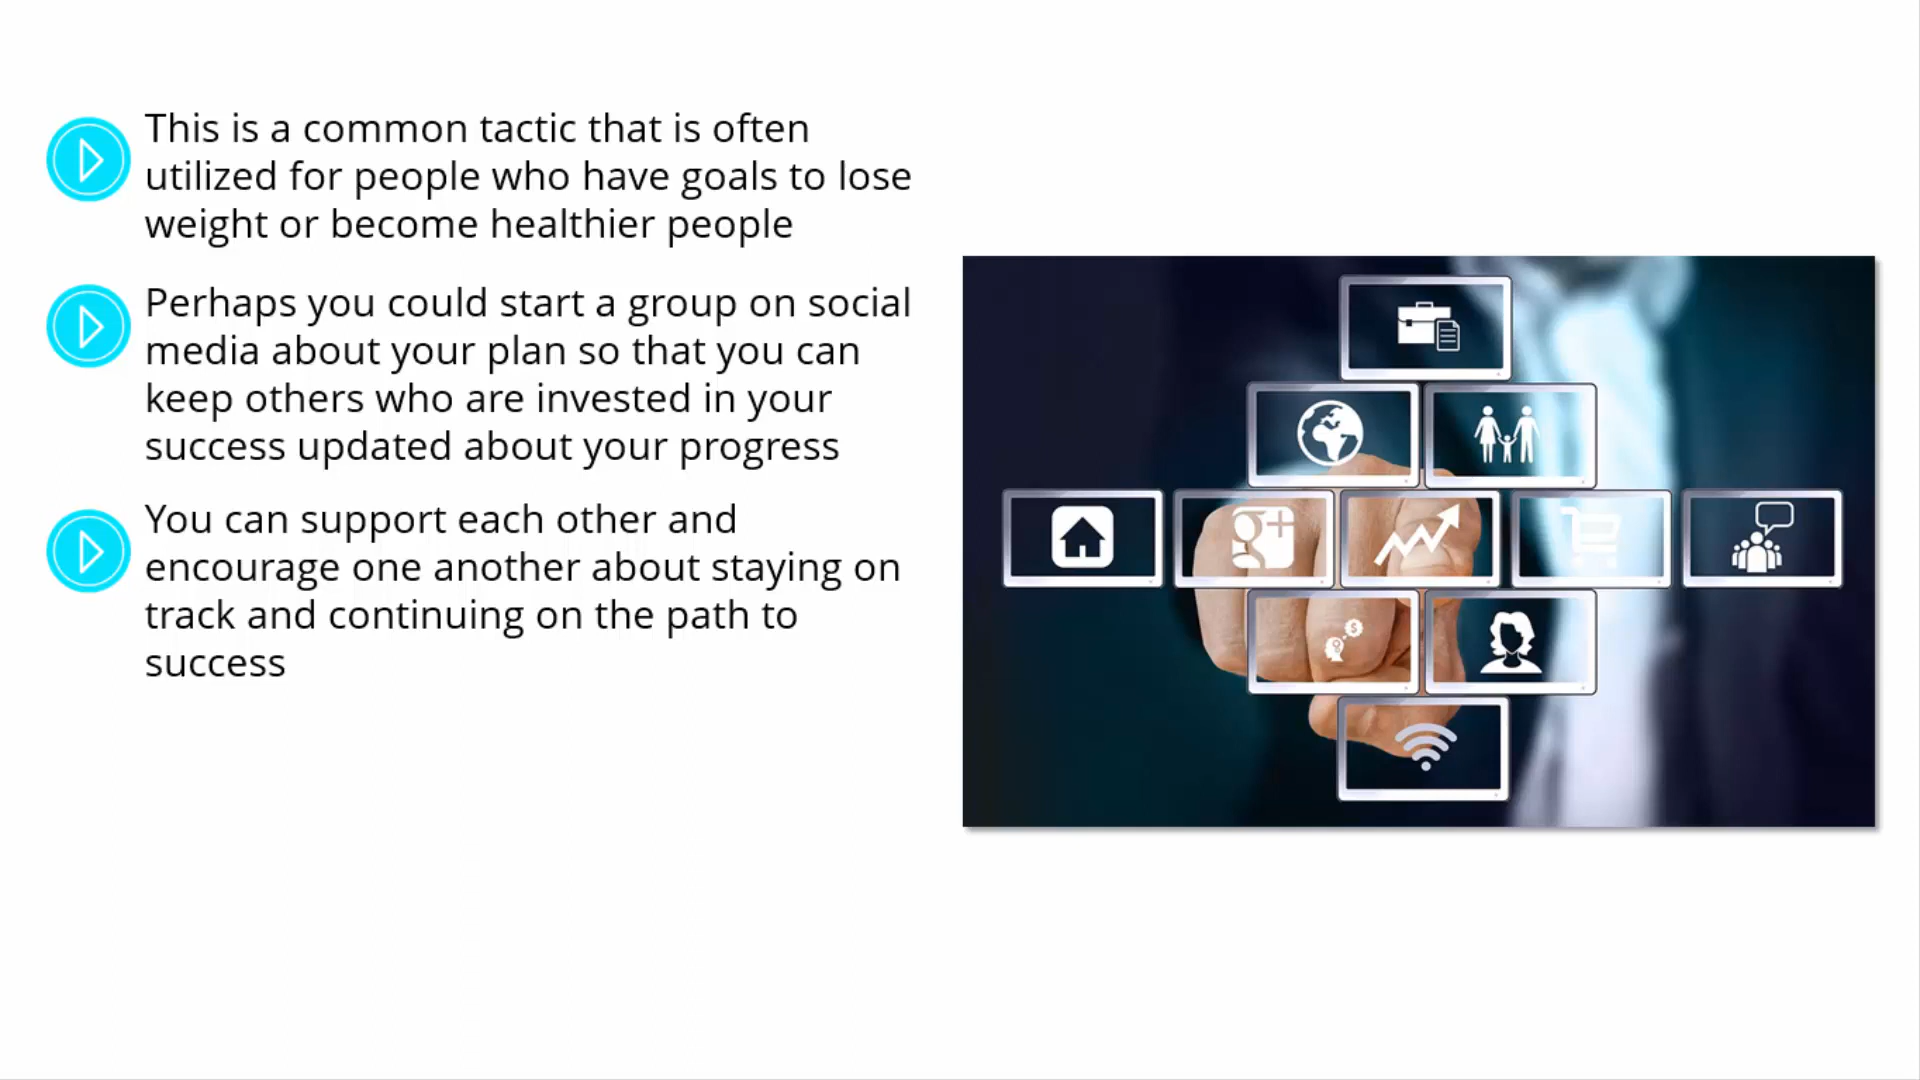 This is a common tactic that is often
utilized for people who have goals to lose
weight or become healthier people
Perhaps you could start a group on social
media about your plan so that you can
keep others who are invested in your
success updated about your progress
You can support each other and
encourage one another about staying on
track and continuing on the path to
success